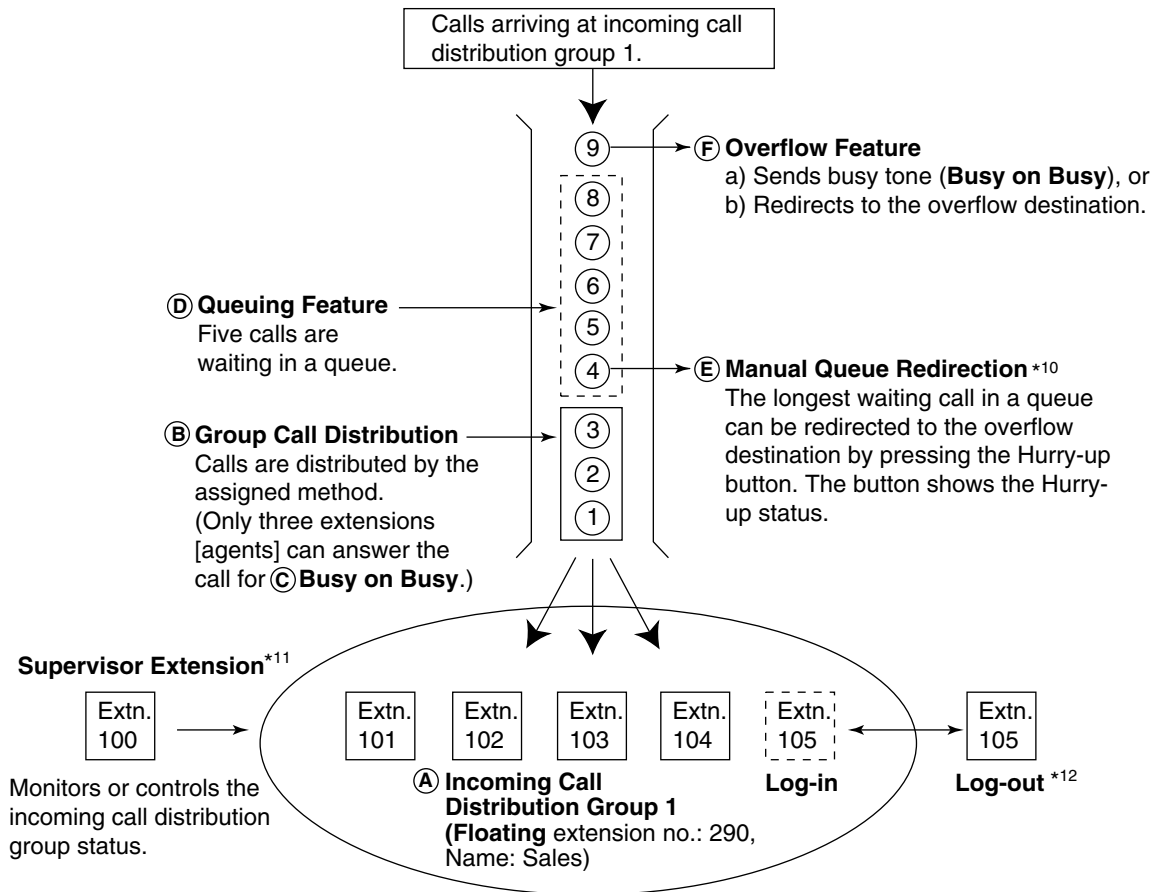 Calls arriving at incoming call
distribution group 1.
9
F Overflow Feature
a) Sends busy tone (Busy on Busy), or
b) Redirects to the overflow destination.
8
7
6
5
4
D Queuing Feature
Five calls are
waiting in a queue.
E Manual Queue Redirection *10
The longest waiting call in a queue
can be redirected to the overflow
destination by pressing the Hurry-up
button. The button shows the Hurry-
up status.
B Group Call Distribution
Calls are distributed by the
assigned method.
(Only three extensions
[agents] can answer the
call for C Busy on Busy.)
3
2
1
Supervisor Extension*11
Extn.
100
Monitors or controls the
incoming call distribution
group status.
Extn.
101
Extn.
102
Extn.
103
Extn.
104
Extn.
105
Log-in
Extn.
105
Log-out *12
A Incoming Call
Distribution Group 1
(Floating extension no.: 290,
Name: Sales)